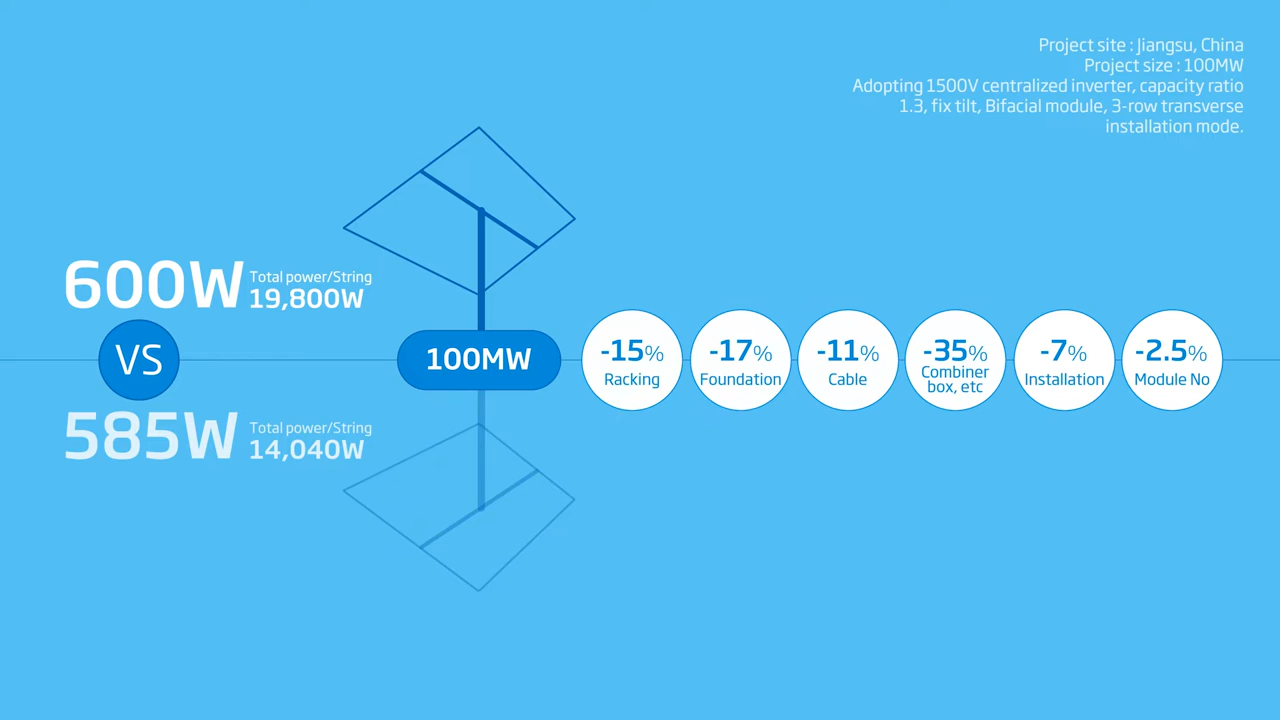 Project site : Jiangsu, China
Project size : 100MW
Adopting 1500V centralized inverter, capacity ratio
1.3, fix tilt, Bifacial module, 3-row transverse
installation mode.
600W
Total power/String
19,800W
VS
585W
Total power/String
14,040W
100MW
-15%
Racking
-17%
Foundation
-11%
Cable
-35%
Combiner
box, etc
-7%
Installation
-2.5%
Module No